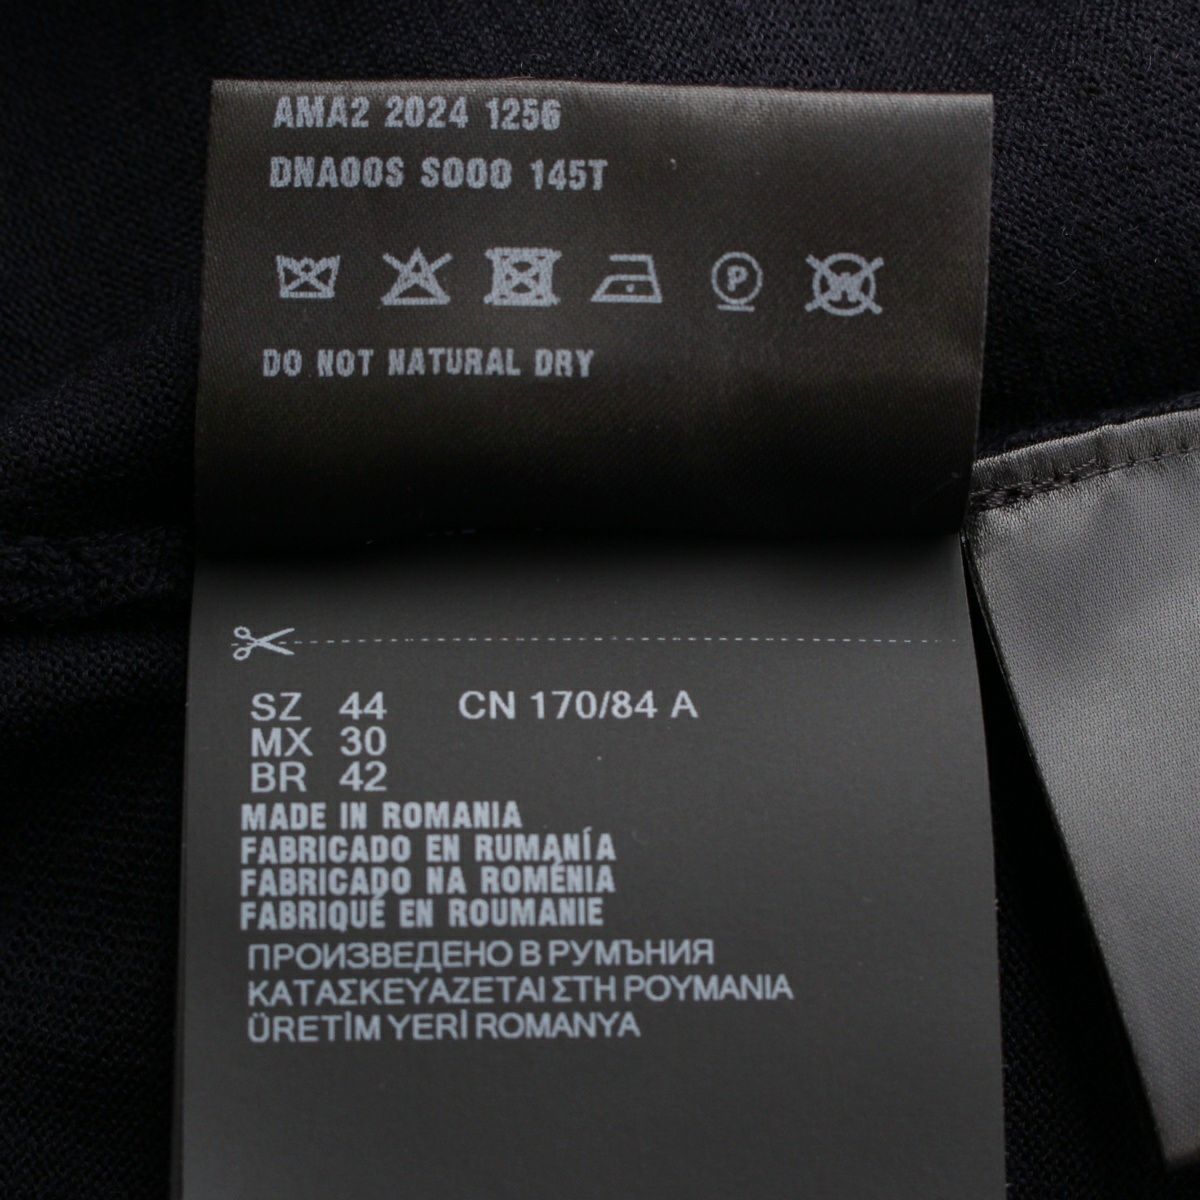 AMA2 2024 1256
DNA00S S000 145T
P W
DO NOT NATURAL DRY
SZ 44 CN 170/84 A
MX 30
BR 42
MADE IN ROMANIA
FABRICADO EN RUMANÍA
FABRICADO NA ROMÉNIA
FABRIQUÉ EN ROUMANIE
ПРОИЗВЕДЕНО В РУМЪНИЯ
ΚΑΤΑΣΚΕΥΑΖΕΤΑΙ ΣΤΗ ΡΟΥΜΑΝΙΑ
ÜRETİM YERİ ROMANYA